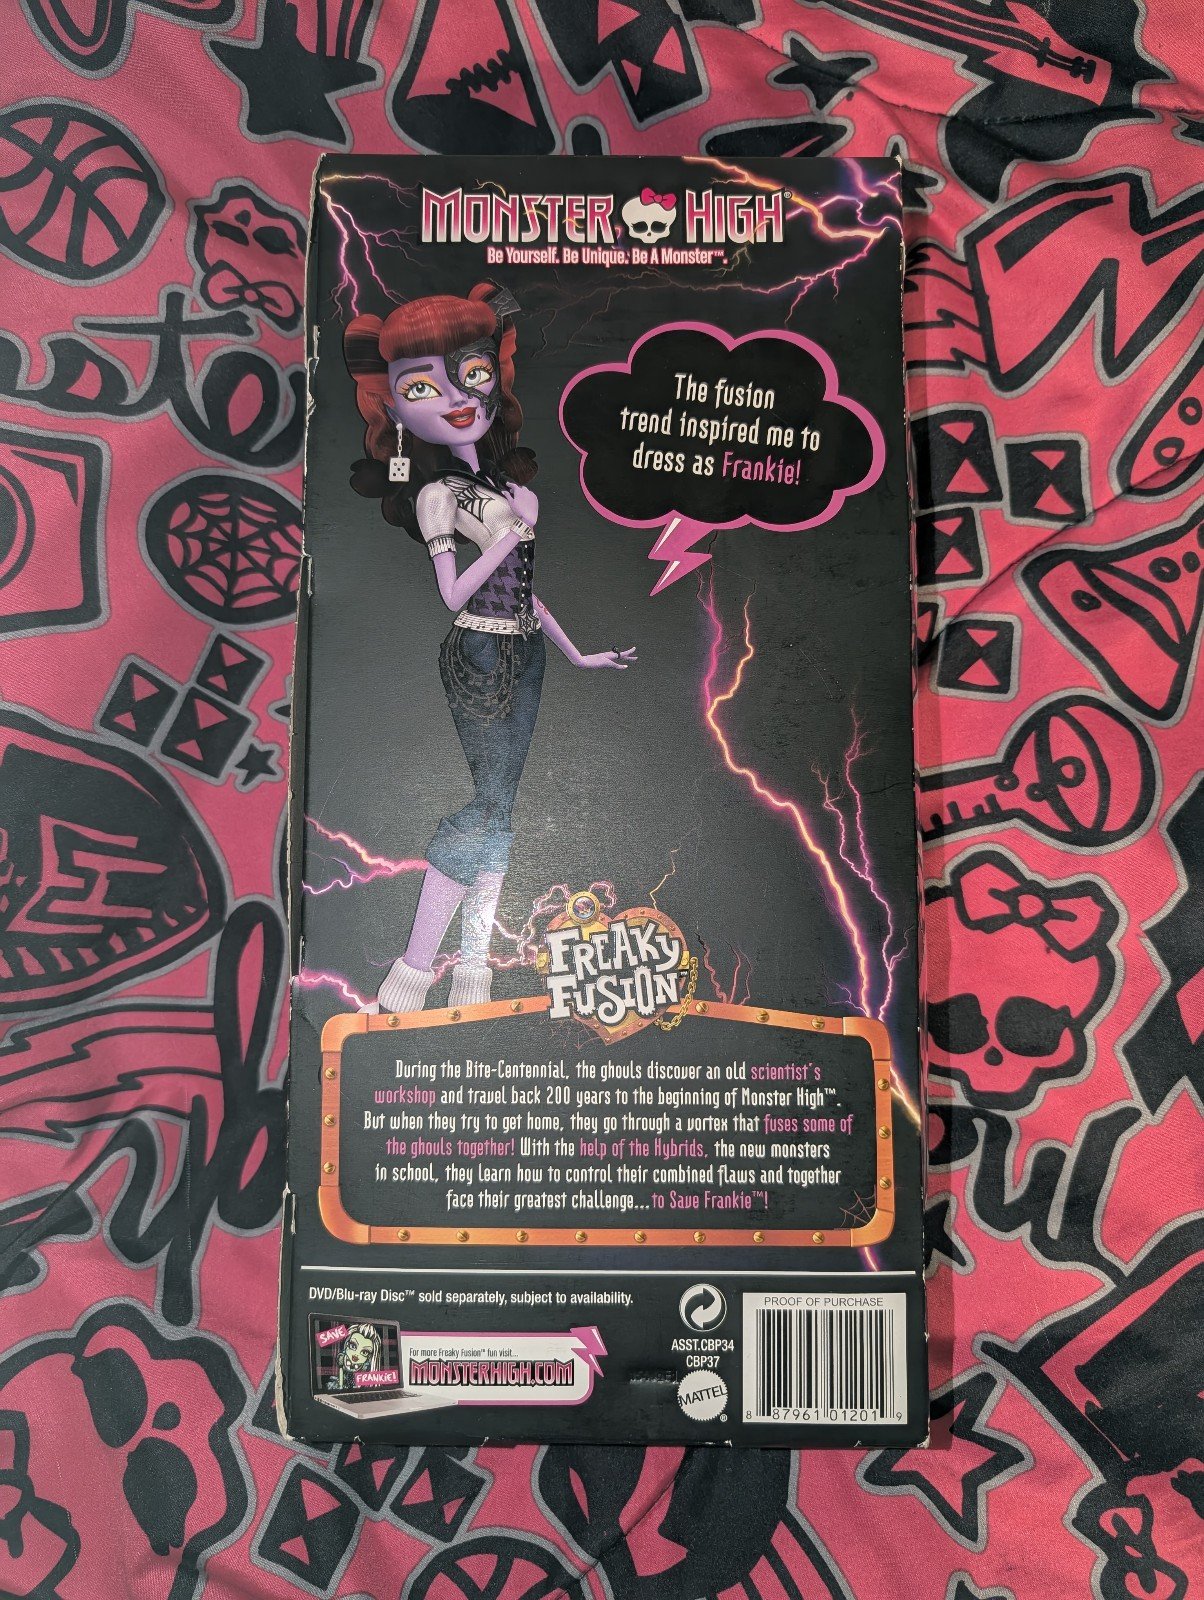 MONSTER HIGH®
Be Yourself. Be Unique. Be A Monster™.
The fusion
trend inspired me to
dress as Frankie!
FREAKY
FUSION™
During the Bite-Centennial, the ghouls discover an old scientist's
workshop and travel back 200 years to the beginning of Monster High™.
But when they try to get home, they go through a vortex that fuses some of
the ghouls together! With the help of the Hybrids, the new monsters
in school, they learn how to control their combined flaws and together
face their greatest challenge... to Save Frankie™!
DVD/Blu-ray Disc™ sold separately, subject to availability.
SAVE
FRANKIE!
For more Freaky Fusion™ fun visit...
MONSTERHIGH.COM
ASST.CBP34
CBP37
MATTEL®
PROOF OF PURCHASE
8 87961 01201 9